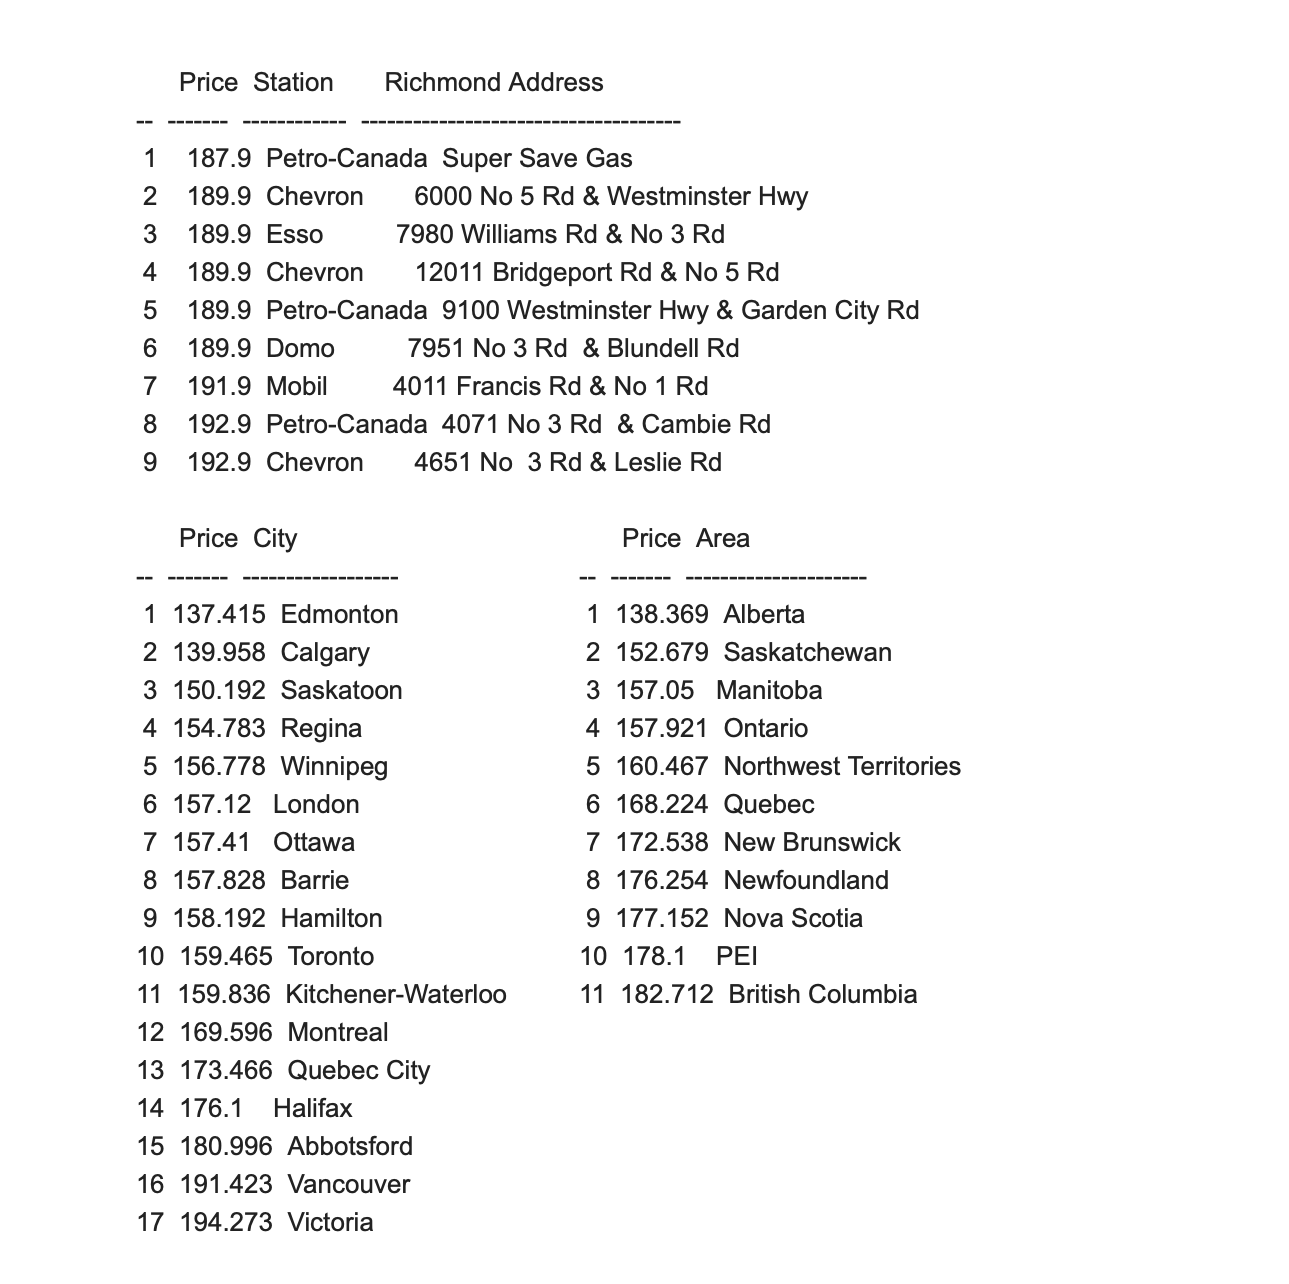 Price  Station  Richmond Address
-- ------- ------------ -------------------------------------
1  187.9  Petro-Canada  Super Save Gas
2  189.9  Chevron  6000 No 5 Rd & Westminster Hwy
3  189.9  Esso  7980 Williams Rd & No 3 Rd
4  189.9  Chevron  12011 Bridgeport Rd & No 5 Rd
5  189.9  Petro-Canada  9100 Westminster Hwy & Garden City Rd
6  189.9  Domo  7951 No 3 Rd  & Blundell Rd
7  191.9  Mobil  4011 Francis Rd & No 1 Rd
8  192.9  Petro-Canada  4071 No 3 Rd  & Cambie Rd
9  192.9  Chevron  4651 No  3 Rd & Leslie Rd
Price  City  Price  Area
-- ------- ------------------  -- ------- ---------------------
1  137.415  Edmonton  1  138.369  Alberta
2  139.958  Calgary  2  152.679  Saskatchewan
3  150.192  Saskatoon  3  157.05  Manitoba
4  154.783  Regina  4  157.921  Ontario
5  156.778  Winnipeg  5  160.467  Northwest Territories
6  157.12  London  6  168.224  Quebec
7  157.41  Ottawa  7  172.538  New Brunswick
8  157.828  Barrie  8  176.254  Newfoundland
9  158.192  Hamilton  9  177.152  Nova Scotia
10  159.465  Toronto  10  178.1  PEI
11  159.836  Kitchener-Waterloo  11  182.712  British Columbia
12  169.596  Montreal
13  173.466  Quebec City
14  176.1  Halifax
15  180.996  Abbotsford
16  191.423  Vancouver
17  194.273  Victoria